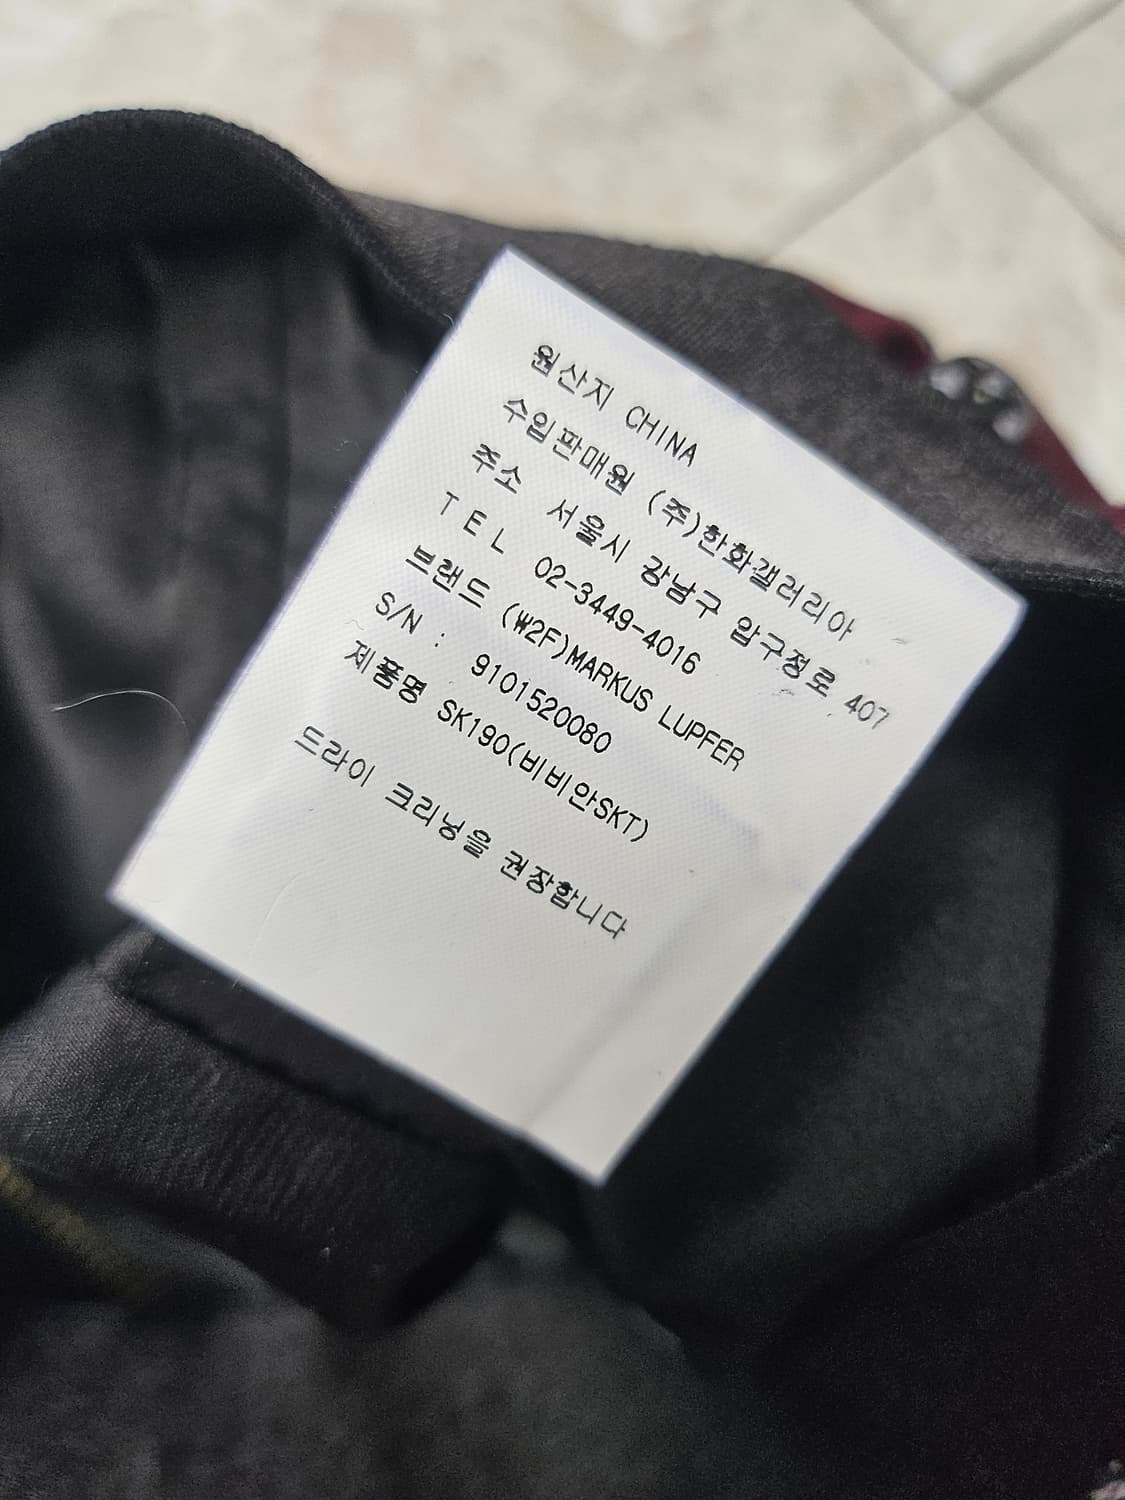 원산지 CHINA
수입판매원 (주)한화갤러리아
주소 서울시 강남구 압구정로 407
TEL 02-3449-4016
브랜드 (₩2F)MARKUS LUPFER
S/N : 9101520080
제품명 SK190(비비안SKT)
드라이 크리닝을 권장합니다